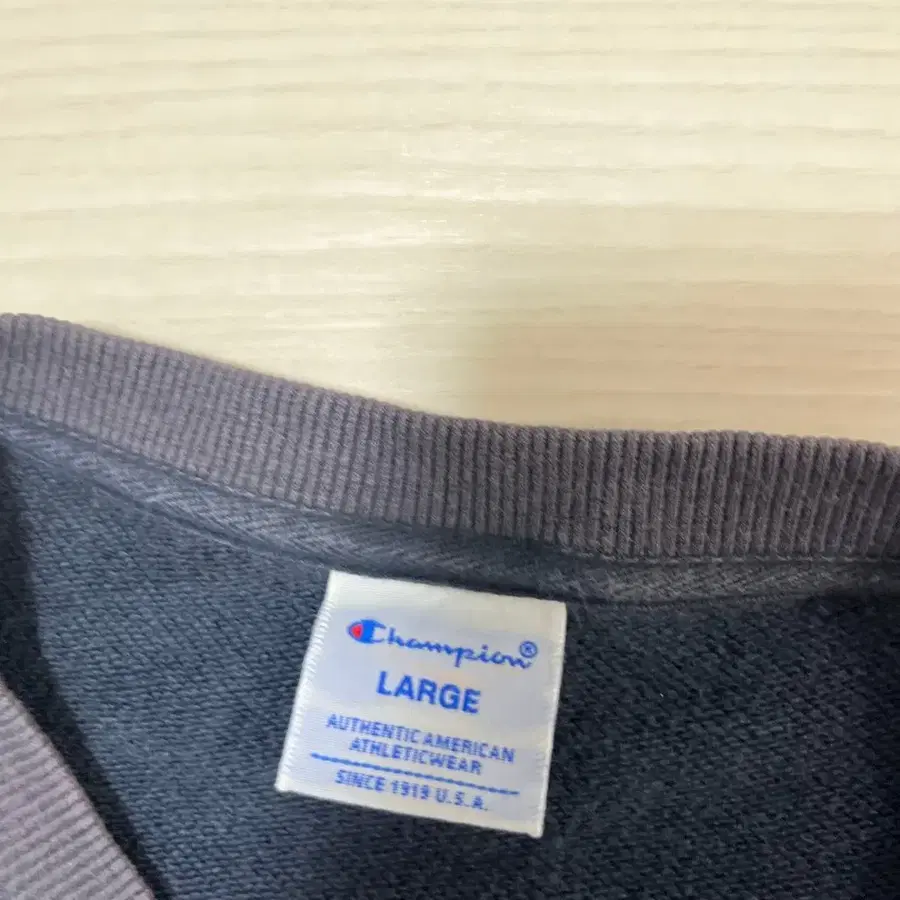 Champion®
LARGE
AUTHENTIC AMERICAN
ATHLETICWEAR
SINCE 1919 U.S.A.